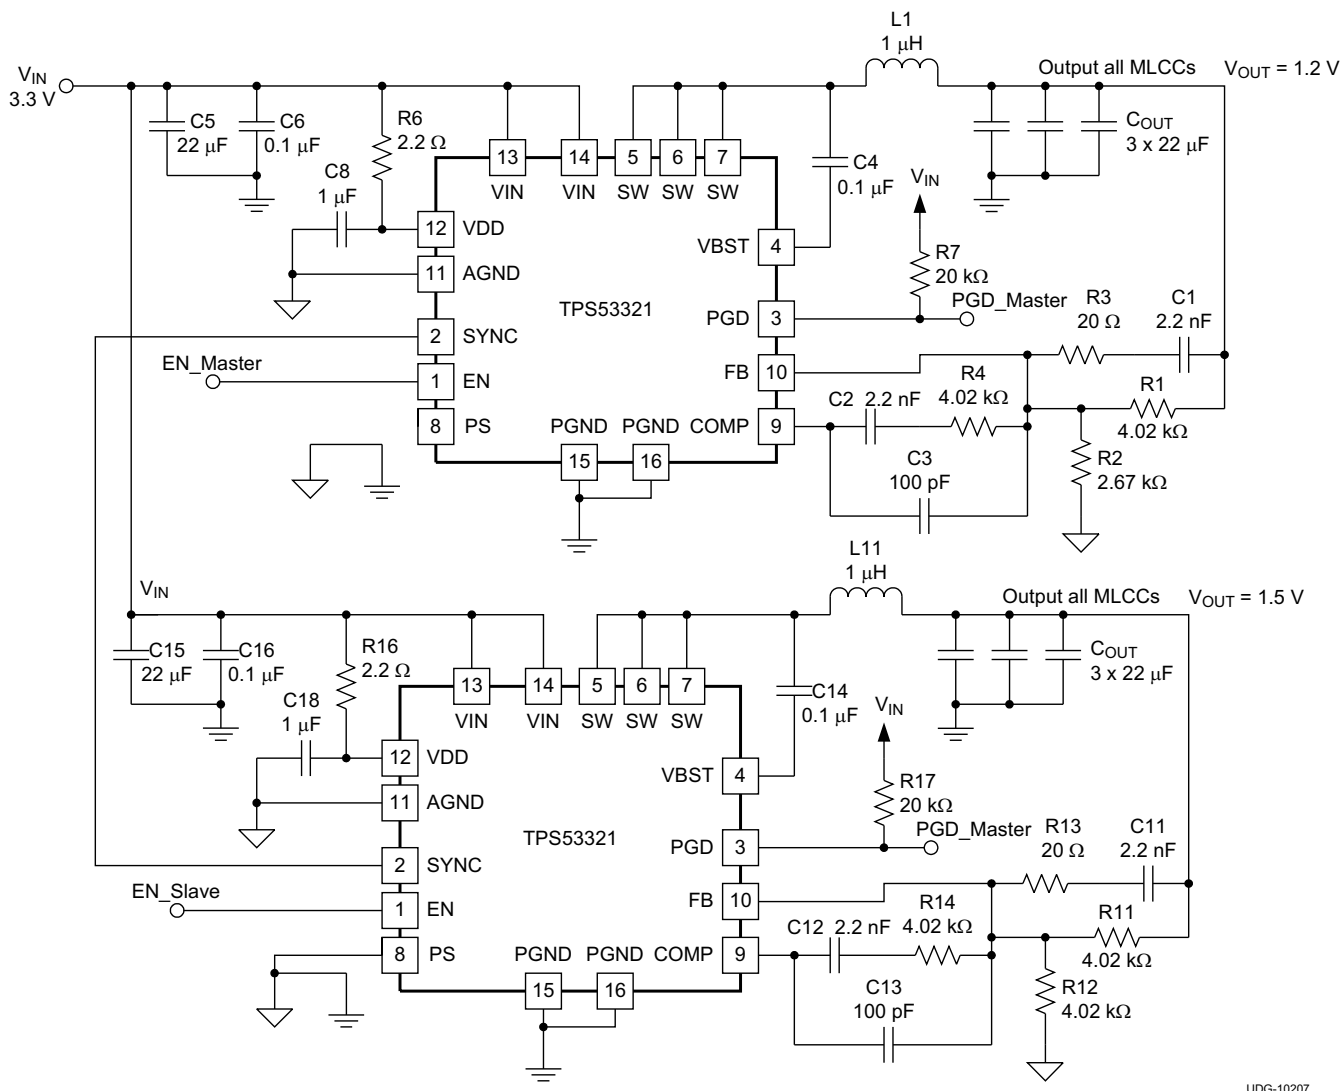 L1
1 μH
VIN
3.3 V
Output all MLCCs
VOUT = 1.2 V
C5
22 μF
C6
0.1 μF
R6
2.2 Ω
C8
1 μF
13
14
5
6
7
VIN
VIN
SW
SW
SW
C4
0.1 μF
COUT
3 x 22 μF
VIN
12
VDD
VBST
4
R7
20 kΩ
11
AGND
TPS53321
PGD
3
PGD_Master
R3
20 Ω
C1
2.2 nF
2
SYNC
EN_Master
1
EN
FB
10
R4
4.02 kΩ
R1
4.02 kΩ
C2
2.2 nF
8
PS
PGND
PGND
COMP
9
15
16
C3
100 pF
R2
2.67 kΩ
L11
1 μH
VIN
Output all MLCCs
VOUT = 1.5 V
C15
22 μF
C16
0.1 μF
R16
2.2 Ω
C18
1 μF
13
14
5
6
7
VIN
VIN
SW
SW
SW
C14
0.1 μF
COUT
3 x 22 μF
VIN
12
VDD
VBST
4
R17
20 kΩ
11
AGND
TPS53321
PGD
3
PGD_Master
R13
20 Ω
C11
2.2 nF
2
SYNC
EN_Slave
1
EN
FB
10
R14
4.02 kΩ
R11
4.02 kΩ
C12
2.2 nF
8
PS
PGND
PGND
COMP
9
15
16
C13
100 pF
R12
4.02 kΩ
UDG-10207